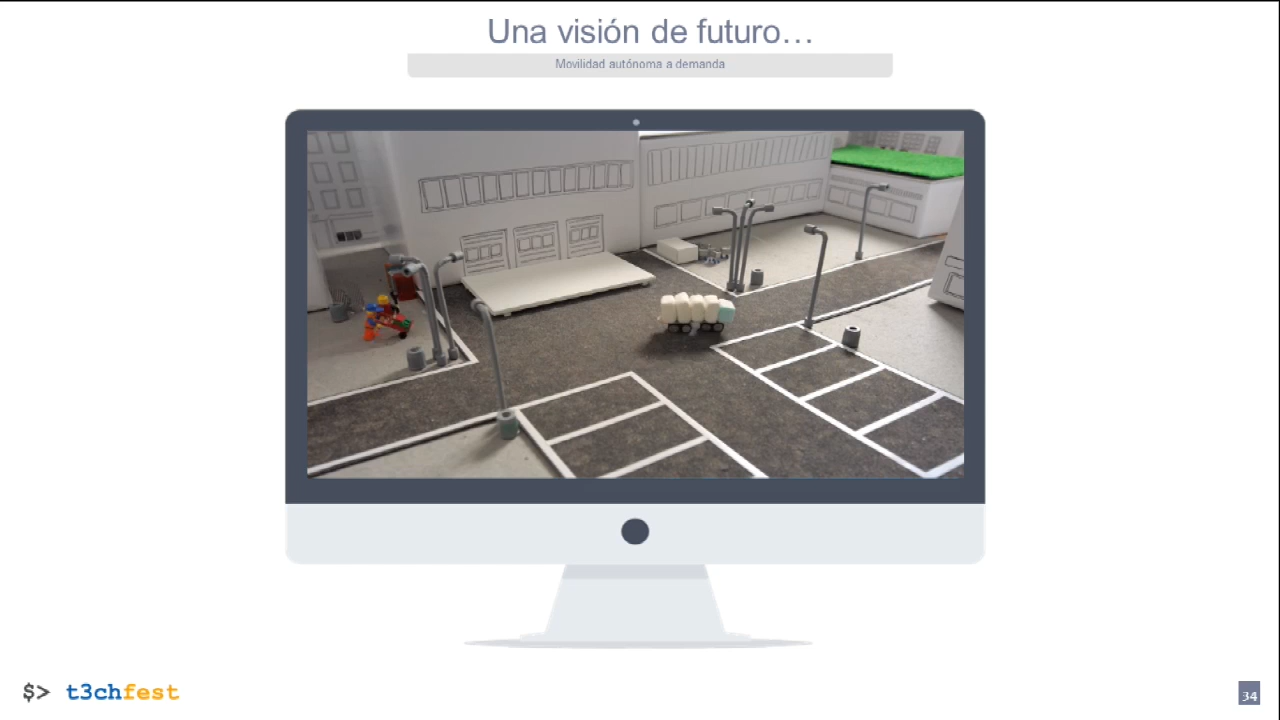 Una visión de futuro…
Movilidad autónoma a demanda
$> t3chfest
34